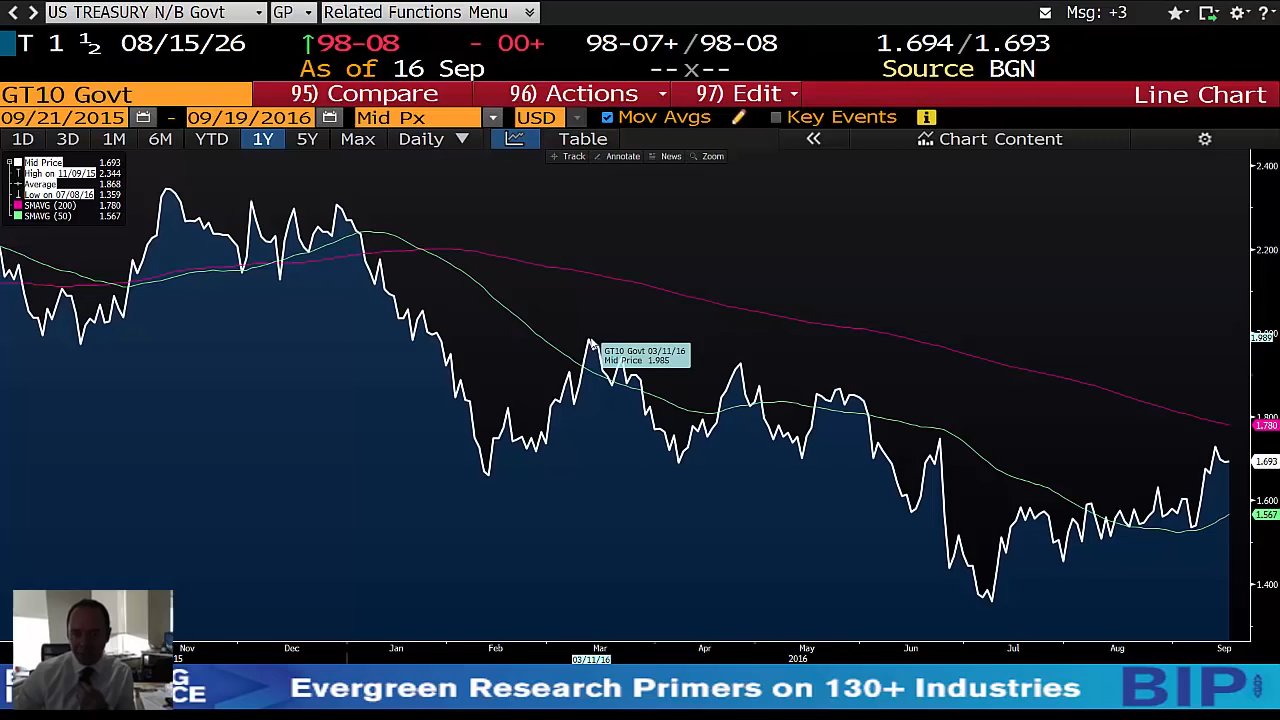 US TREASURY N/B Govt GP Related Functions Menu Msg: +3 ?
T 1 ½ 08/15/26 ↑98-08 - 00+ 98-07+/98-08 1.694/1.693
As of 16 Sep --x-- Source BGN
GT10 Govt 95) Compare 96) Actions 97) Edit Line Chart
09/21/2015 - 09/19/2016 Mid Px USD Mov Avgs Key Events i
1D 3D 1M 6M YTD 1Y 5Y Max Daily Table « Chart Content
Track Annotate News Zoom
Mid Price 1.693
High on 11/09/15 2.344
Average 1.868
Low on 07/08/16 1.359
SMAVG (200) 1.780
SMAVG (50) 1.567
2.400
2.200
2.000
1.989
1.800
1.780
1.693
1.600
1.567
1.400
GT10 Govt 03/11/16
Mid Price 1.985
Nov Dec Jan Feb Mar Apr May Jun Jul Aug Sep
03/11/16 2016
Evergreen Research Primers on 130+ Industries
BIP